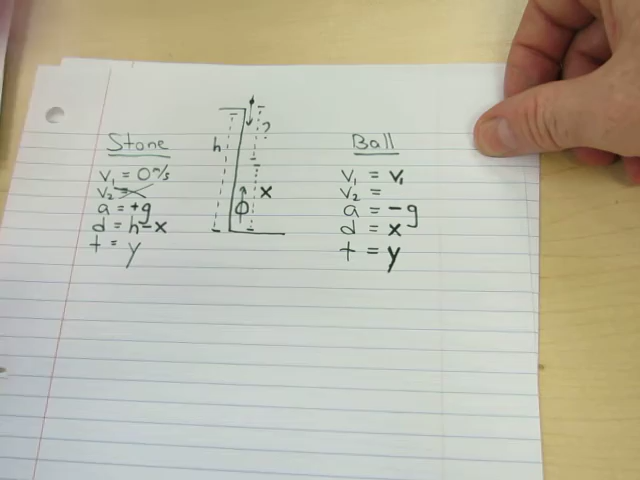 Stone
v₁ = 0 m/s
v₂ =
a = +g
d = h-x
t = y
h
?
x
Ball
v₁ = v₁
v₂ =
a = -g
d = x
t = y